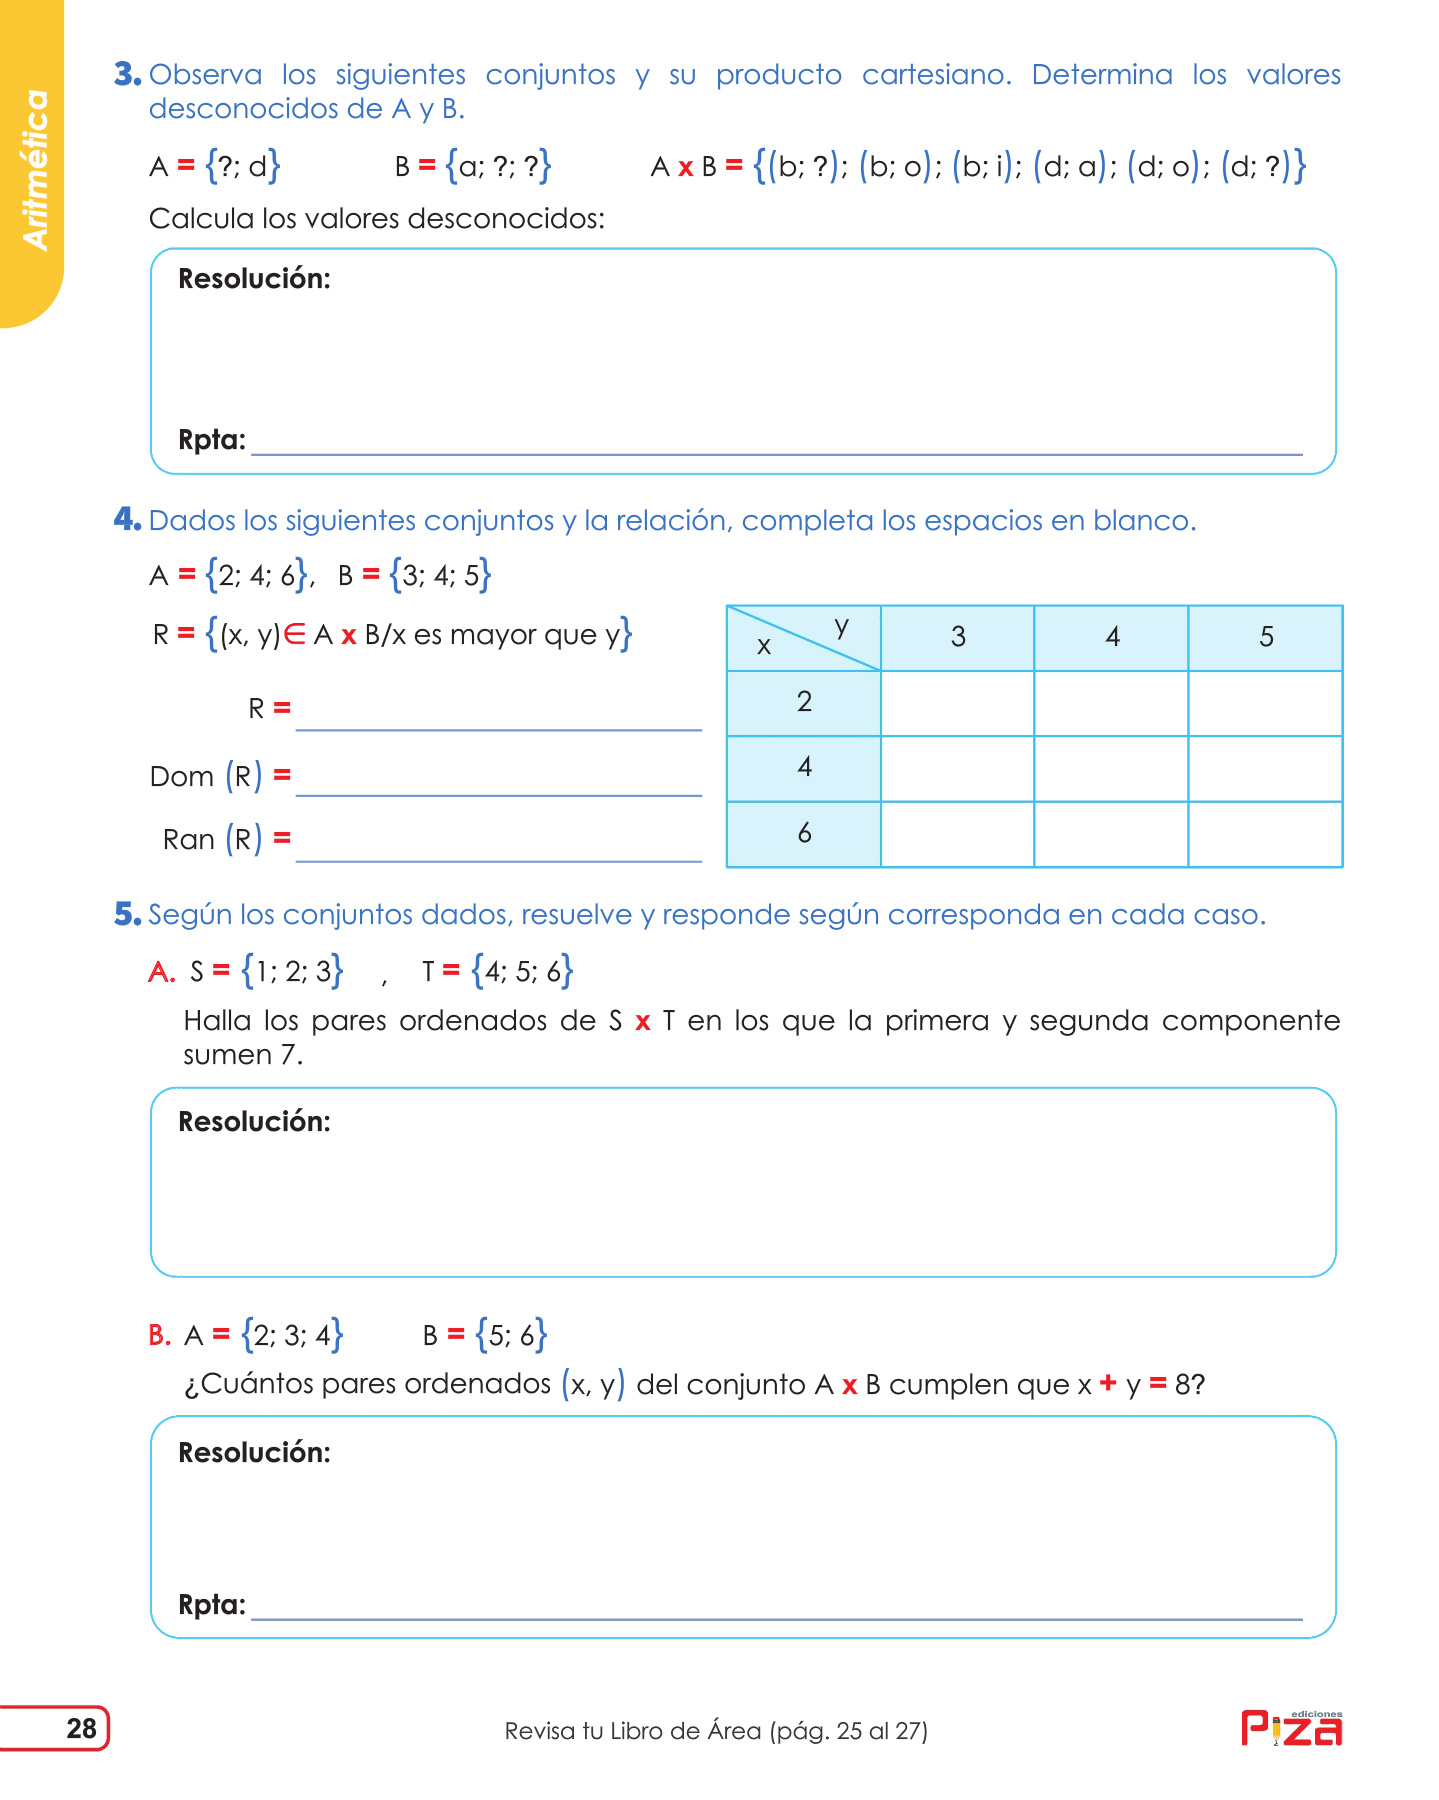 Aritmética
3. Observa los siguientes conjuntos y su producto cartesiano. Determina los valores
desconocidos de A y B.
A = {?; d} B = {a; ?; ?} A x B = {(b; ?); (b; o); (b; i); (d; a); (d; o); (d; ?)}
Calcula los valores desconocidos:
Resolución:
Rpta:
4. Dados los siguientes conjuntos y la relación, completa los espacios en blanco.
A = {2; 4; 6}, B = {3; 4; 5}
R = {(x, y)∈ A x B/x es mayor que y}
R =
Dom (R) =
Ran (R) =
x y 3 4 5
2
4
6
5. Según los conjuntos dados, resuelve y responde según corresponda en cada caso.
A. S = {1; 2; 3} , T = {4; 5; 6}
Halla los pares ordenados de S x T en los que la primera y segunda componente
sumen 7.
Resolución:
B. A = {2; 3; 4} B = {5; 6}
¿Cuántos pares ordenados (x, y) del conjunto A x B cumplen que x + y = 8?
Resolución:
Rpta:
28
Revisa tu Libro de Área (pág. 25 al 27)
ediciones
Piza